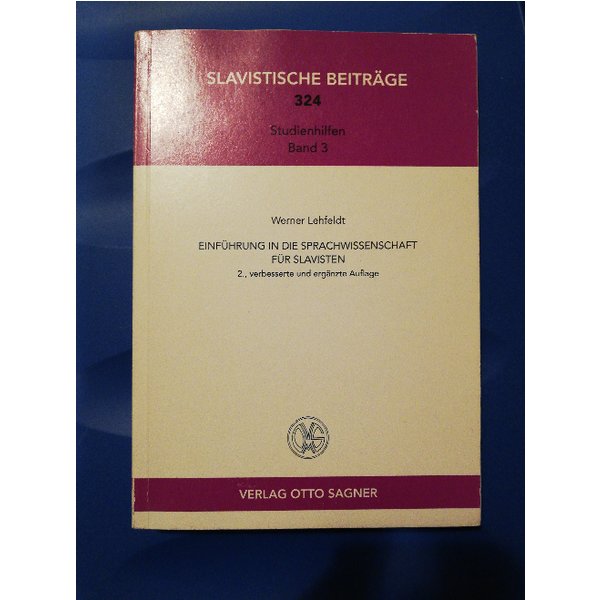 SLAVISTISCHE BEITRÄGE
324
Studienhilfen
Band 3
Werner Lehfeldt
EINFÜHRUNG IN DIE SPRACHWISSENSCHAFT
FÜR SLAVISTEN
2., verbesserte und ergänzte Auflage
VERLAG OTTO SAGNER